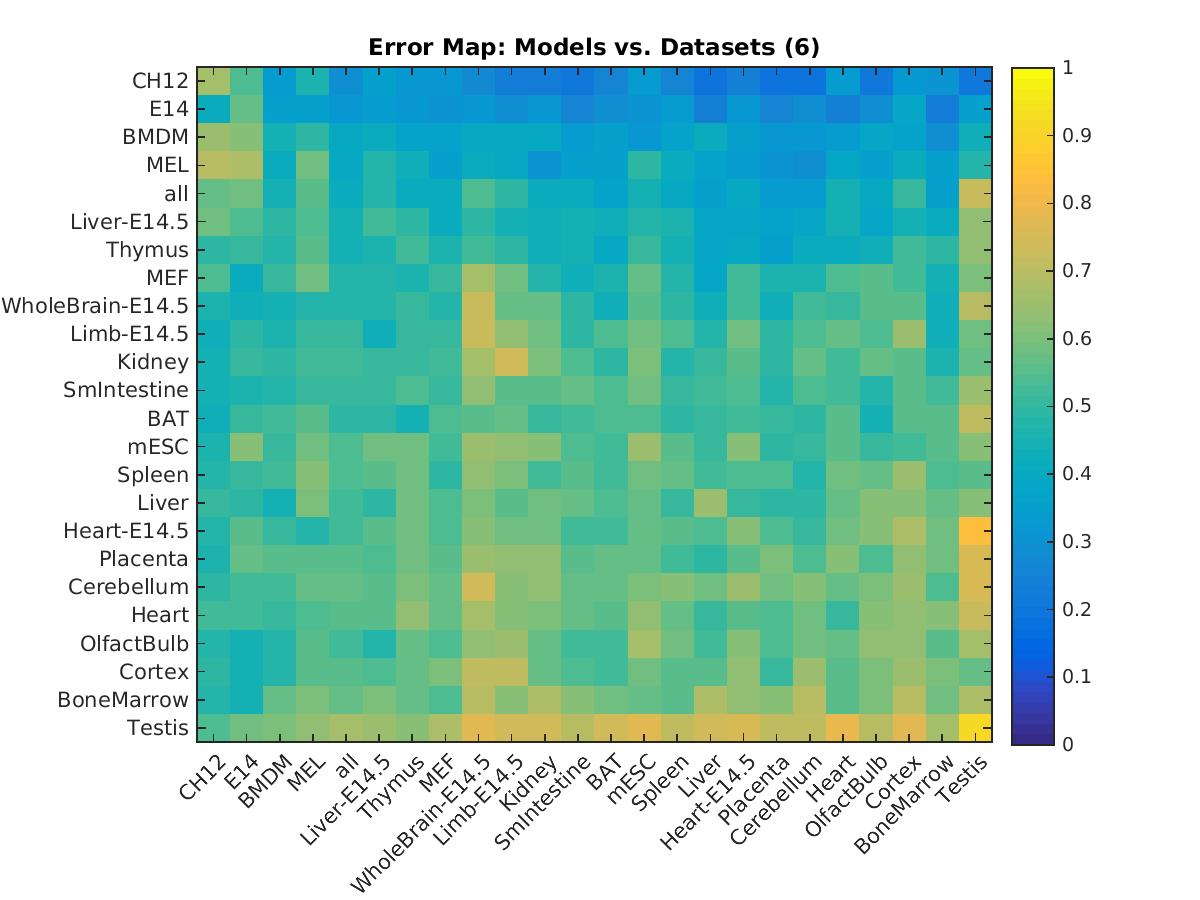 Error Map: Models vs. Datasets (6)
CH12
E14
BMDM
MEL
all
Liver-E14.5
Thymus
MEF
WholeBrain-E14.5
Limb-E14.5
Kidney
SmIntestine
BAT
mESC
Spleen
Liver
Heart-E14.5
Placenta
Cerebellum
Heart
OlfactBulb
Cortex
BoneMarrow
Testis
CH12
E14
BMDM
MEL
all
Liver-E14.5
Thymus
MEF
WholeBrain-E14.5
Limb-E14.5
Kidney
SmIntestine
BAT
mESC
Spleen
Liver
Heart-E14.5
Placenta
Cerebellum
Heart
OlfactBulb
Cortex
BoneMarrow
Testis
1
0.9
0.8
0.7
0.6
0.5
0.4
0.3
0.2
0.1
0